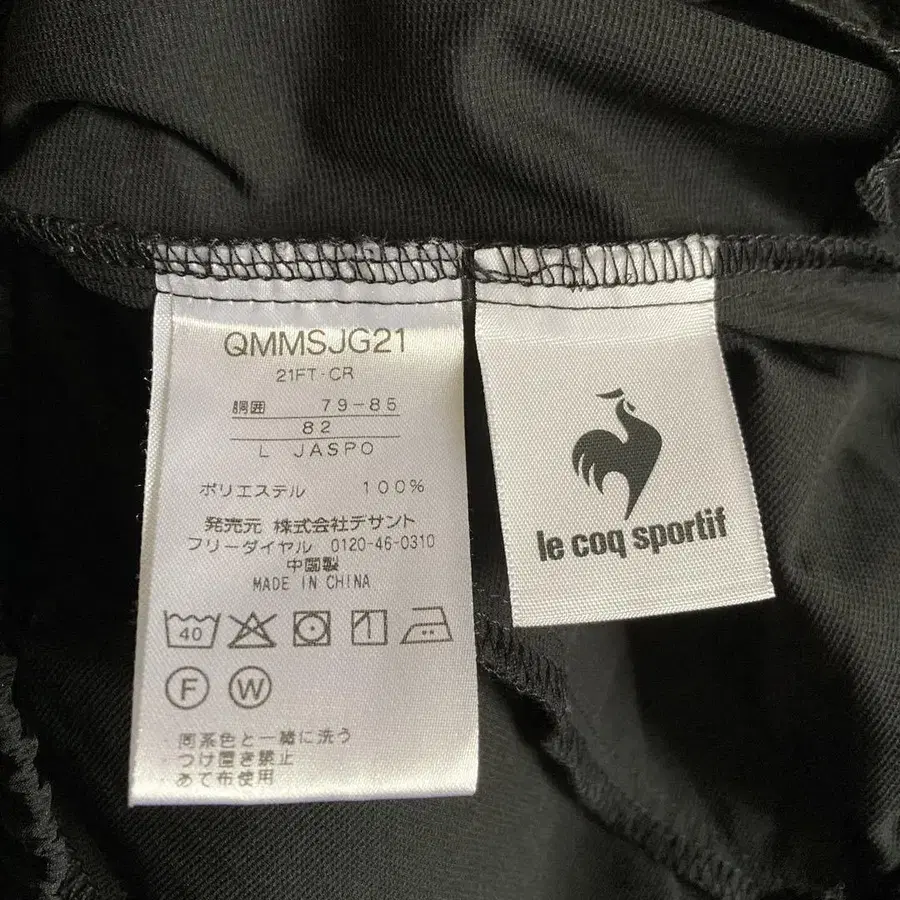 QMMSJG21
21FT・CR
胴囲 79-85
82
L JASPO
ポリエステル 100%
発売元 株式会社デサント
フリーダイヤル 0120-46-0310
中国製
MADE IN CHINA
40
F W
同系色と一緒に洗う
つけ置き禁止
あて布使用
le coq sportif